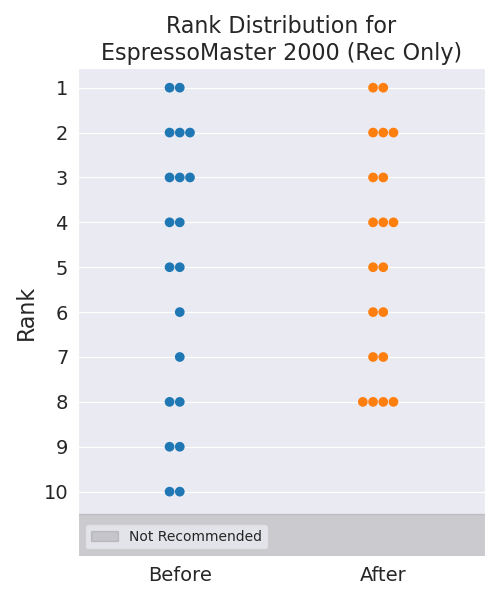 Rank Distribution for
EspressoMaster 2000 (Rec Only)
Rank
1
2
3
4
5
6
7
8
9
10
Not Recommended
Before
After